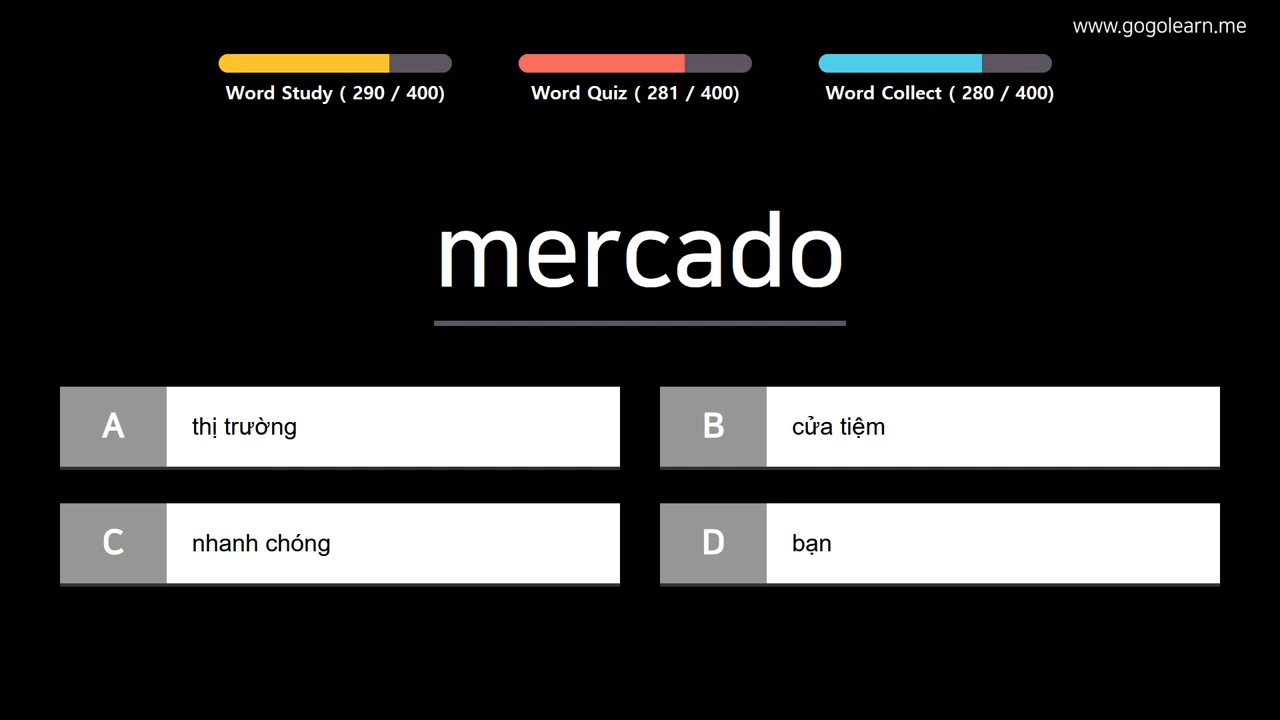 www.gogolearn.me
Word Study ( 290 / 400)
Word Quiz ( 281 / 400)
Word Collect ( 280 / 400)
mercado
A
thị trường
B
cửa tiệm
C
nhanh chóng
D
bạn